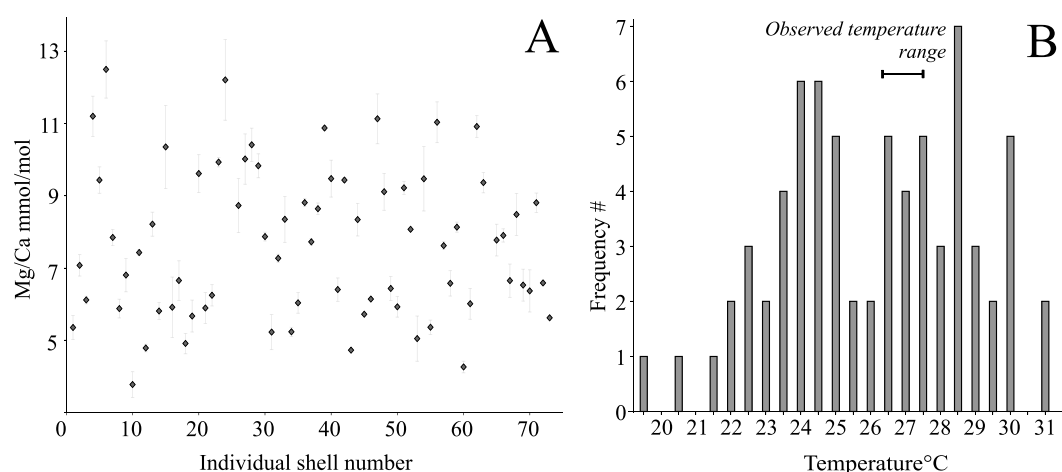 A
Mg/Ca mmol/mol
13
11
9
7
5
0 10 20 30 40 50 60 70
Individual shell number
B
Observed temperature
range
Frequency #
7
6
5
4
3
2
1
0
20 21 22 23 24 25 26 27 28 29 30 31
Temperature°C